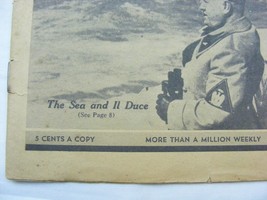 The Sea and Il Duce
(See Page 8)
5 CENTS A COPY MORE THAN A MILLION WEEKLY